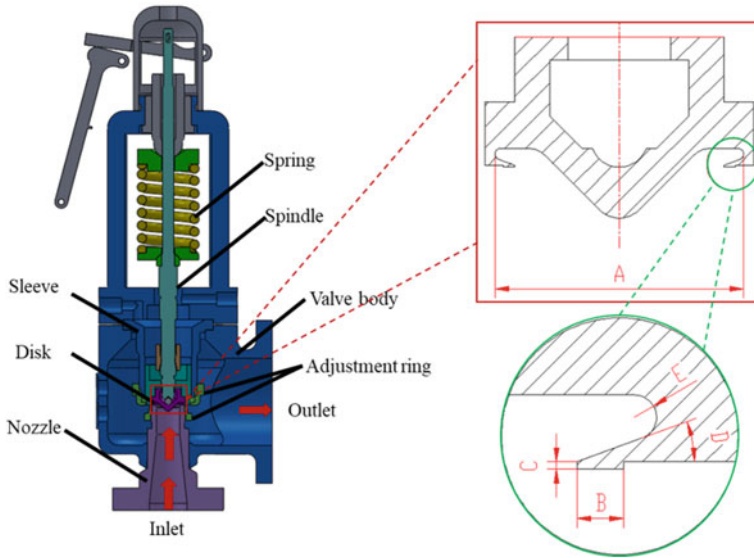 Spring
Spindle
Sleeve
Valve body
Disk
Adjustment ring
Outlet
Nozzle
Inlet
A
E
D
C
B